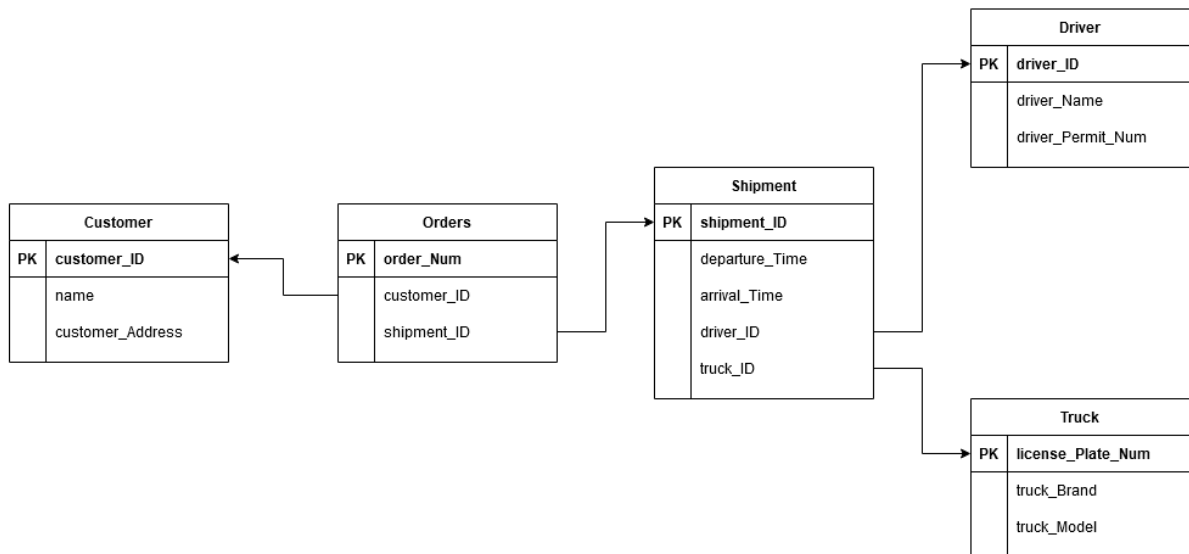 Customer
PK customer_ID
name
customer_Address
Orders
PK order_Num
customer_ID
shipment_ID
Shipment
PK shipment_ID
departure_Time
arrival_Time
driver_ID
truck_ID
Driver
PK driver_ID
driver_Name
driver_Permit_Num
Truck
PK license_Plate_Num
truck_Brand
truck_Model